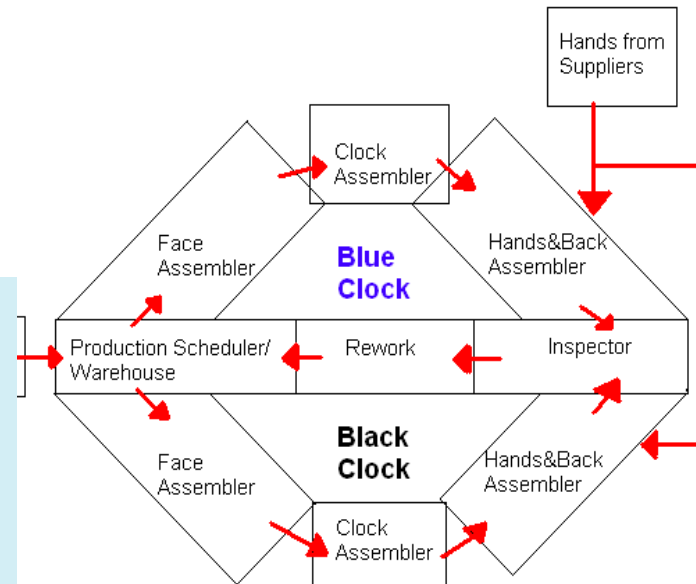 Hands from
Suppliers
Clock
Assembler
Face
Assembler
Blue
Clock
Hands&Back
Assembler
Production Scheduler/
Warehouse
Rework
Inspector
Face
Assembler
Black
Clock
Hands&Back
Assembler
Clock
Assembler